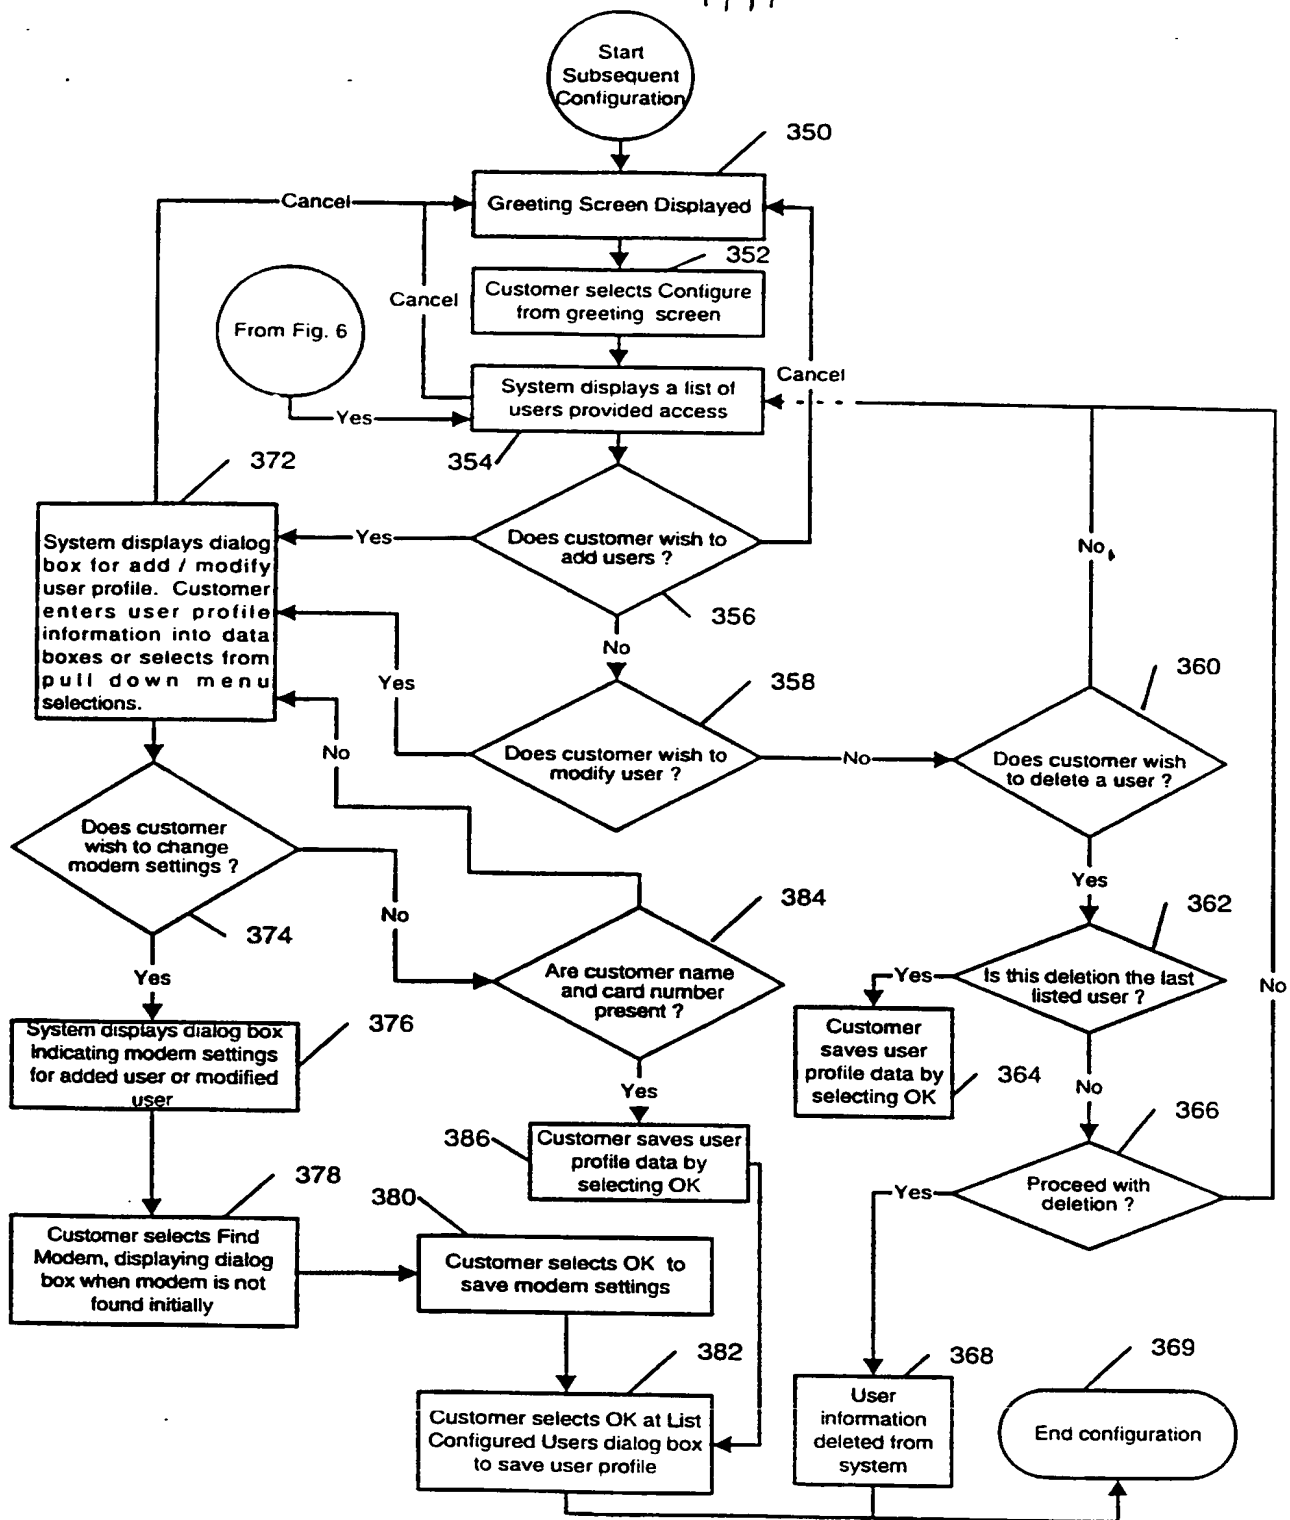 Start
Subsequent
Configuration
350
Cancel
Greeting Screen Displayed
352
Customer selects Configure
from greeting screen
Cancel
From Fig. 6
Cancel
System displays a list of
users provided access
Yes
354
372
System displays dialog
box for add / modify
user profile. Customer
enters user profile
information into data
boxes or selects from
pull down menu
selections.
Yes
Does customer wish to
add users ?
356
No
No
Yes
358
360
Does customer wish to
modify user ?
No
Does customer wish
to delete a user ?
No
Does customer
wish to change
modem settings ?
374
No
Yes
384
Yes
362
Are customer name
and card number
present ?
Yes
Is this deletion the last
listed user ?
No
Yes
System displays dialog box
indicating modem settings
for added user or modified
user
376
Customer
saves user
profile data by
selecting OK
364
No
366
386
Customer saves user
profile data by
selecting OK
Yes
Proceed with
deletion ?
378
380
Customer selects Find
Modem, displaying dialog
box when modem is not
found initially
Customer selects OK to
save modem settings
382
Customer selects OK at List
Configured Users dialog box
to save user profile
368
User
information
deleted from
system
369
End configuration